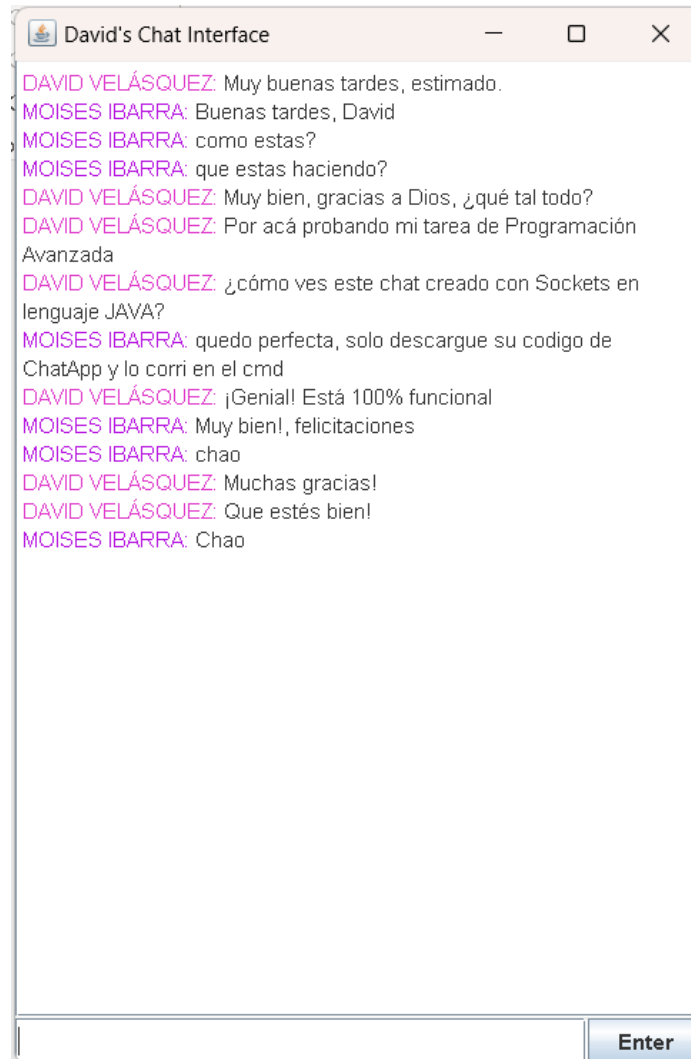 David's Chat Interface
DAVID VELÁSQUEZ: Muy buenas tardes, estimado.
MOISES IBARRA: Buenas tardes, David
MOISES IBARRA: como estas?
MOISES IBARRA: que estas haciendo?
DAVID VELÁSQUEZ: Muy bien, gracias a Dios, ¿qué tal todo?
DAVID VELÁSQUEZ: Por acá probando mi tarea de Programación
Avanzada
DAVID VELÁSQUEZ: ¿cómo ves este chat creado con Sockets en
lenguaje JAVA?
MOISES IBARRA: quedo perfecta, solo descargue su codigo de
ChatApp y lo corri en el cmd
DAVID VELÁSQUEZ: ¡Genial! Está 100% funcional
MOISES IBARRA: Muy bien!, felicitaciones
MOISES IBARRA: chao
DAVID VELÁSQUEZ: Muchas gracias!
DAVID VELÁSQUEZ: Que estés bien!
MOISES IBARRA: Chao
Enter